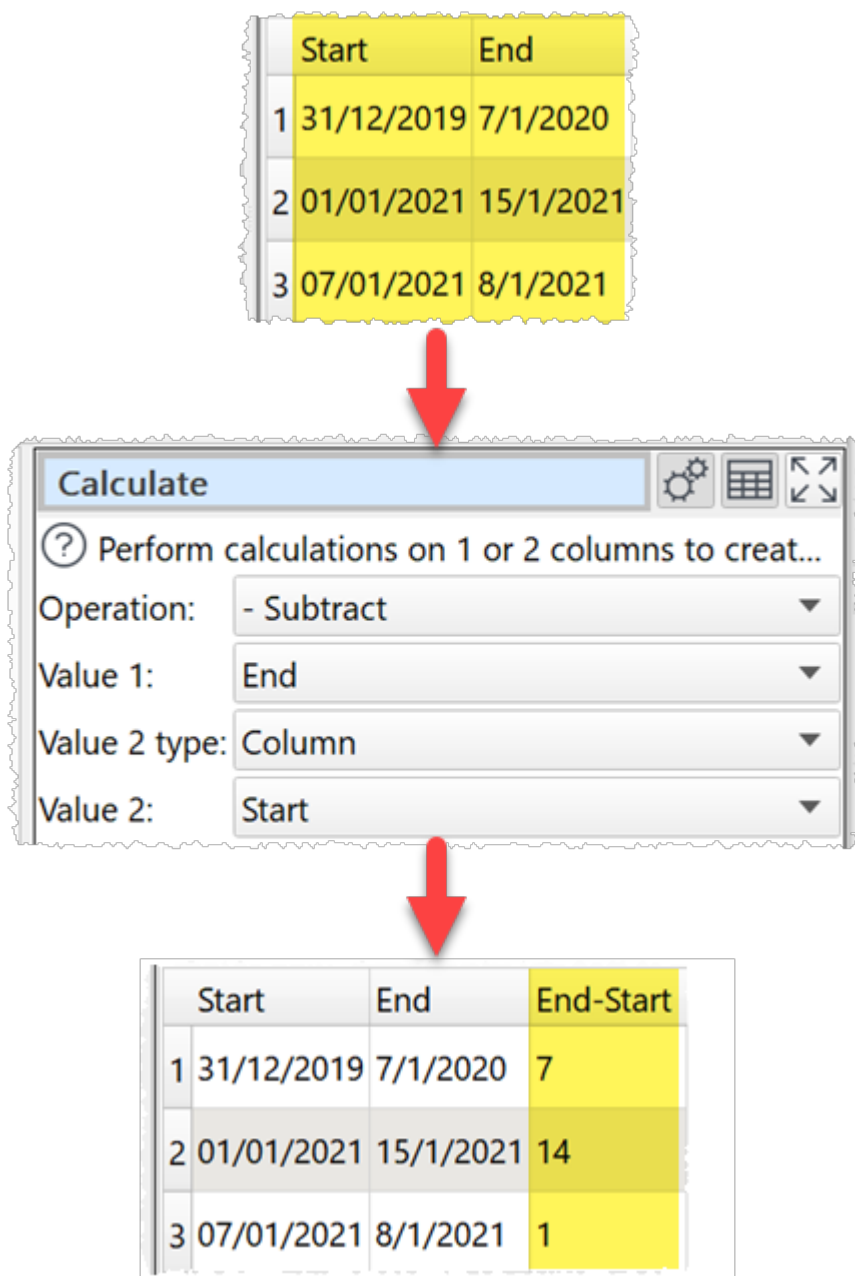 Start End
1 31/12/2019 7/1/2020
2 01/01/2021 15/1/2021
3 07/01/2021 8/1/2021
Calculate
? Perform calculations on 1 or 2 columns to creat...
Operation: - Subtract
Value 1: End
Value 2 type: Column
Value 2: Start
Start End End-Start
1 31/12/2019 7/1/2020 7
2 01/01/2021 15/1/2021 14
3 07/01/2021 8/1/2021 1